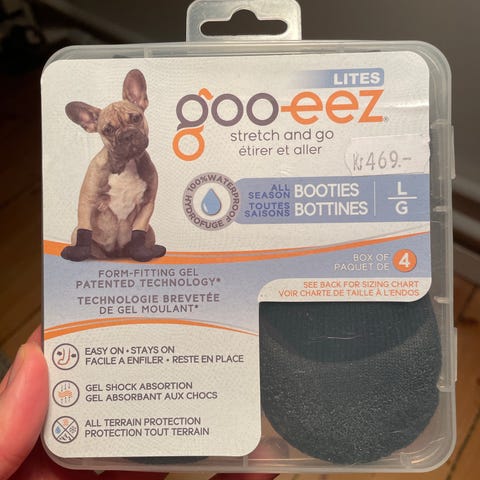 LITES
goo-eez®
stretch and go
étirer et aller
Kr469.-
100% WATERPROOF
HYDROFUGE
ALL SEASON
BOOTIES
L
TOUTES SAISONS
BOTTINES
G
BOX OF
PAQUET DE
4
SEE BACK FOR SIZING CHART
VOIR CHARTE DE TAILLE À L'ENDOS
FORM-FITTING GEL
PATENTED TECHNOLOGY*
TECHNOLOGIE BREVETÉE
DE GEL MOULANT*
EASY ON • STAYS ON
FACILE A ENFILER • RESTE EN PLACE
GEL SHOCK ABSORTION
GEL ABSORBANT AUX CHOCS
ALL TERRAIN PROTECTION
PROTECTION TOUT TERRAIN